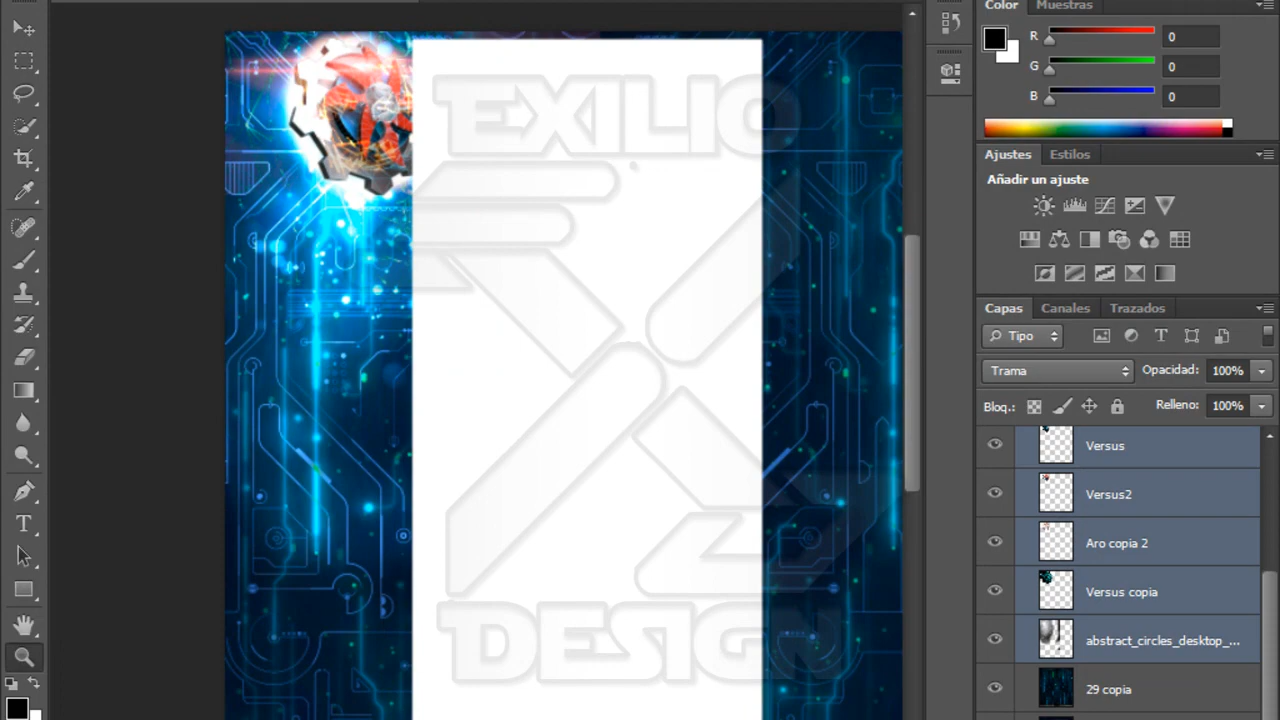 Color Muestras
R 0
G 0
B 0
Ajustes Estilos
Añadir un ajuste
Capas Canales Trazados
Tipo
Trama Opacidad: 100%
Bloq.: Relleno: 100%
Versus
Versus2
Aro copia 2
Versus copia
abstract_circles_desktop_...
29 copia
EXILIO
DESIGN